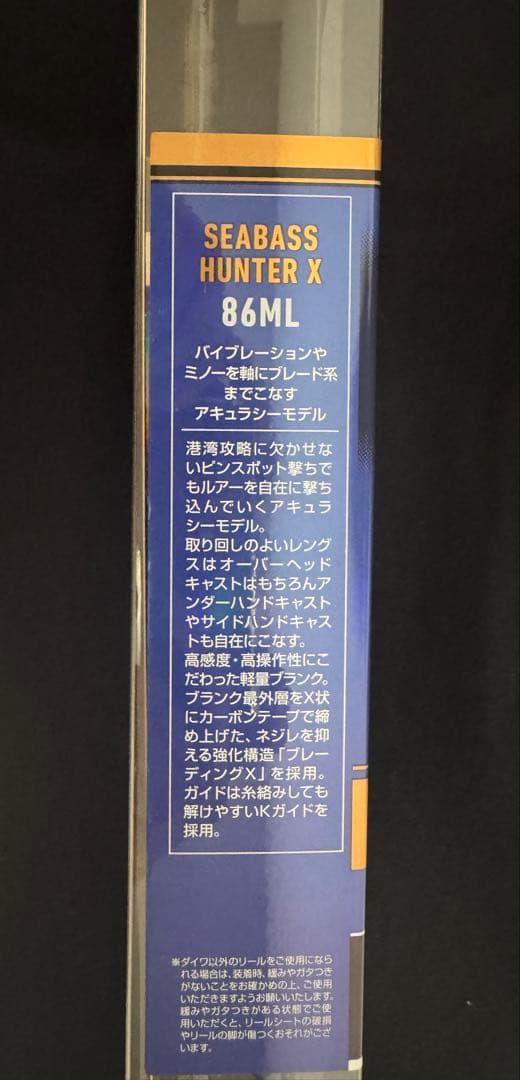 SEABASS
HUNTER X
86ML
バイブレーションや
ミノーを軸にブレード系
までこなす
アキュラシーモデル
港湾攻略に欠かせな
いピンスポット撃ちで
もルアーを自在に撃ち
込んでいくアキュラ
シーモデル。
取り回しのよいレング
スはオーバーヘッド
キャストはもちろんア
ンダーハンドキャスト
やサイドハンドキャス
トも自在にこなす。
高感度・高操作性にこ
だわった軽量ブランク。
ブランク最外層をX状
にカーボンテープで締
め上げた、ネジレを抑
える強化構造「ブレー
ディングX」を採用。
ガイドは糸絡みしても
解けやすいKガイドを
採用。
※ダイワ以外のリールをご使用になら
れる場合は、装着時、緩みやガタつき
がないことをお確かめの上、ご使用
いただきますようお願いいたします。
緩みやガタつきがある状態でご使
用いただくと、リールシートの破損
やリールの脚が傷つくおそれがござ
います。